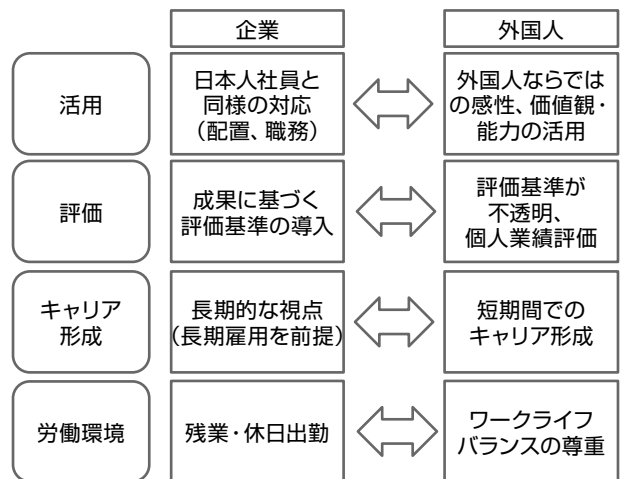 企業
外国人
活用
日本人社員と
同様の対応
（配置、職務）
外国人ならでは
の感性、価値観・
能力の活用
評価
成果に基づく
評価基準の導入
評価基準が
不透明、
個人業績評価
キャリア
形成
長期的な視点
（長期雇用を前提）
短期間での
キャリア形成
労働環境
残業・休日出勤
ワークライフ
バランスの尊重